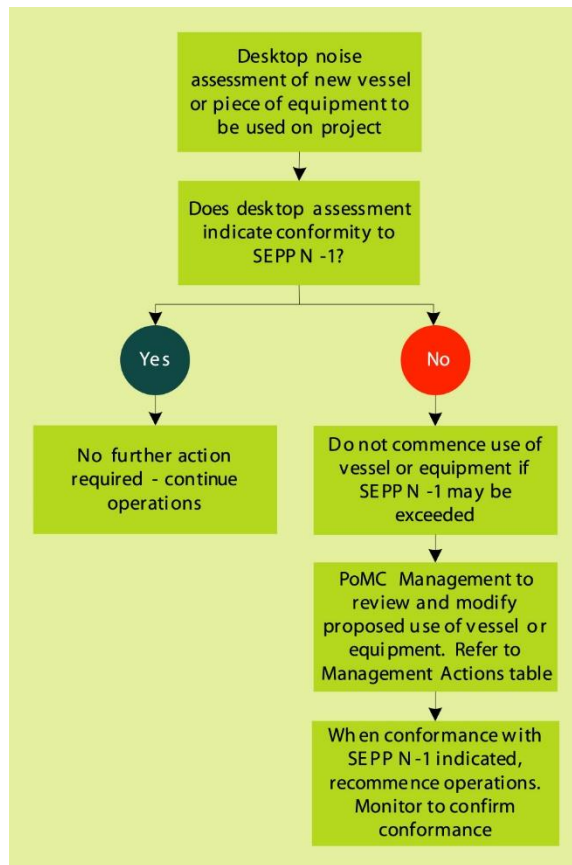 Desktop noise
assessment of new vessel
or piece of equipment to
be used on project
Does desktop assessment
indicate conformity to
SEPP N -1?
Yes
No
No further action
required - continue
operations
Do not commence use of
vessel or equipment if
SEPP N -1 may be
exceeded
PoMC Management to
review and modify
proposed use of vessel or
equipment. Refer to
Management Actions table
When conformance with
SEPP N-1 indicated,
recommence operations.
Monitor to confirm
conformance